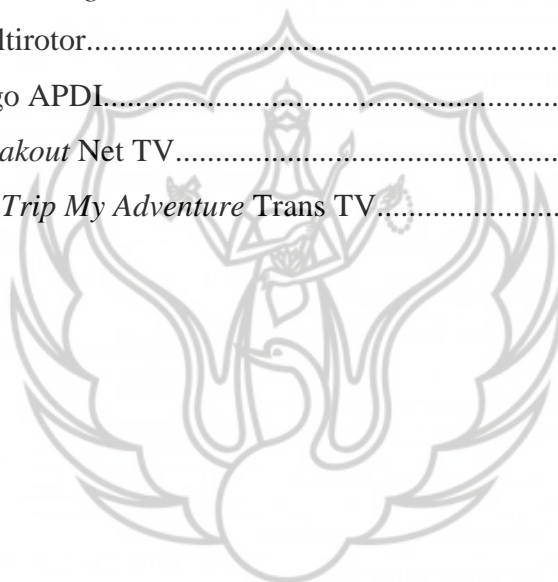 ltirotor..........................................................................
go APDI.......................................................................
akout Net TV............................................................
Trip My Adventure Trans TV...........................